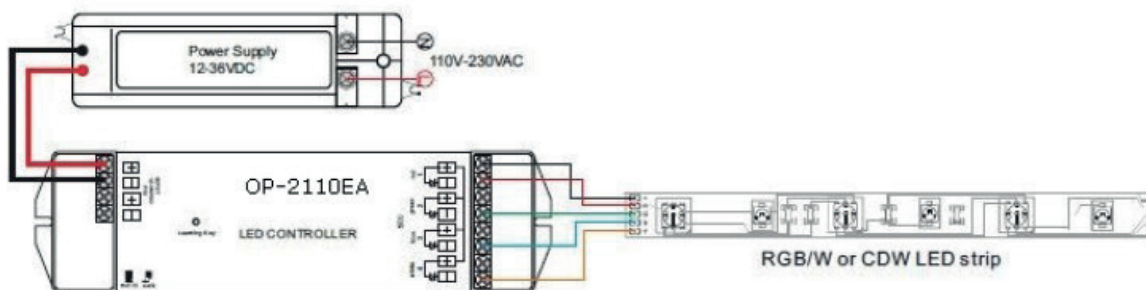 Power Supply
12-36VDC
N
110V-230VAC
OP-2110EA
LED CONTROLLER
RGB/W or CDW LED strip